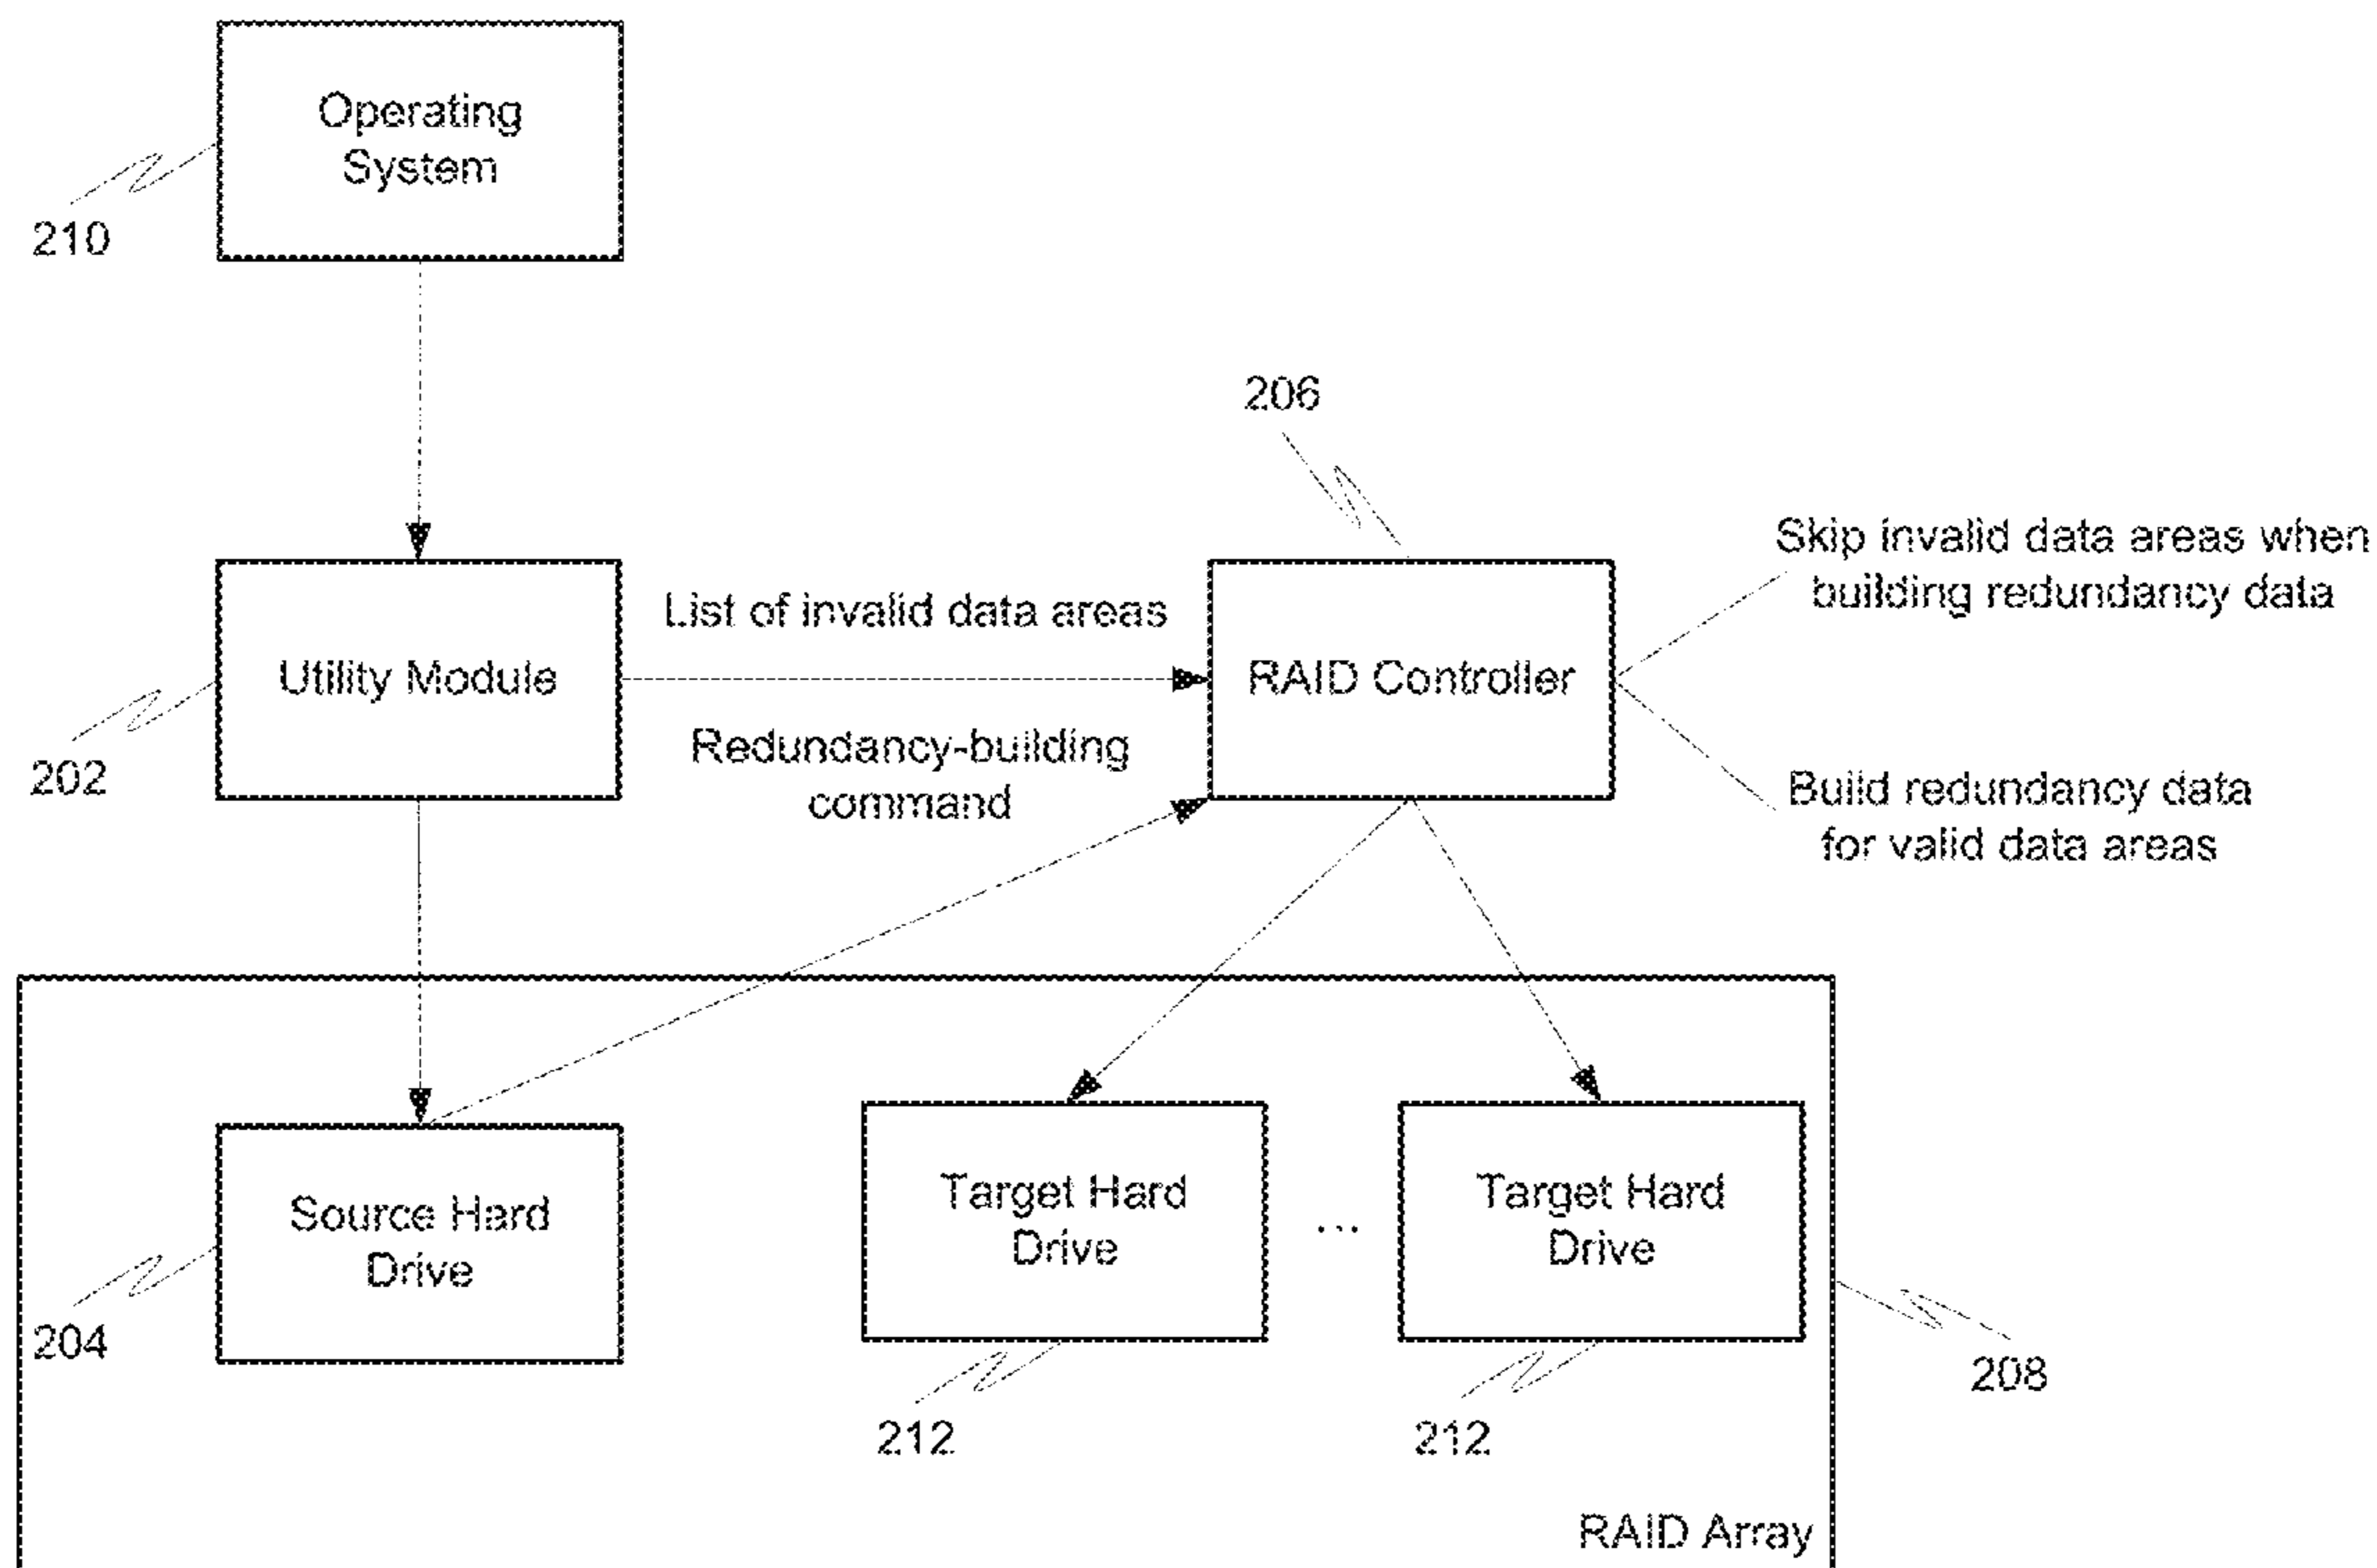 Operating
System
210
206
Skip invalid data areas when
building redundancy data
List of invalid data areas
Utility Module
RAID Controller
Redundancy-building
command
202
Build redundancy data
for valid data areas
Source Hard
Drive
Target Hard
Drive
...
Target Hard
Drive
204
212
212
208
RAID Array